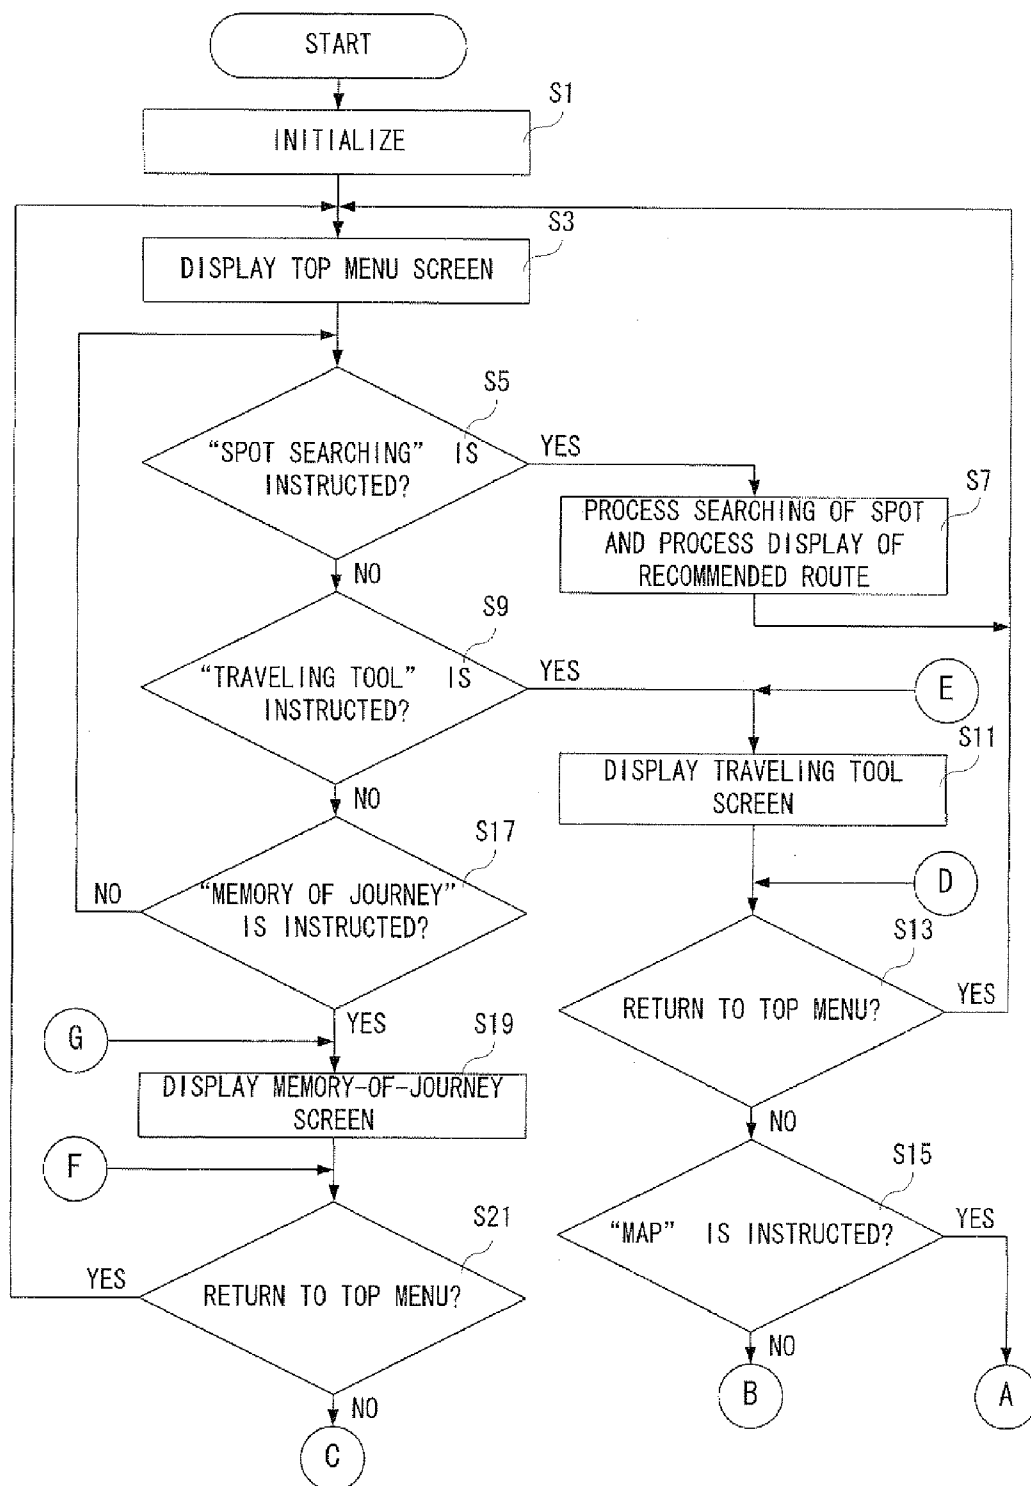 START
S1
INITIALIZE
S3
DISPLAY TOP MENU SCREEN
S5
“SPOT SEARCHING” IS
INSTRUCTED?
YES
NO
S7
PROCESS SEARCHING OF SPOT
AND PROCESS DISPLAY OF
RECOMMENDED ROUTE
S9
“TRAVELING TOOL” IS
INSTRUCTED?
YES
NO
E
S11
DISPLAY TRAVELING TOOL
SCREEN
S17
“MEMORY OF JOURNEY”
IS INSTRUCTED?
NO
YES
D
S13
RETURN TO TOP MENU?
YES
NO
G
S19
DISPLAY MEMORY-OF-JOURNEY
SCREEN
F
S15
“MAP” IS INSTRUCTED?
YES
NO
S21
RETURN TO TOP MENU?
YES
NO
B
A
C